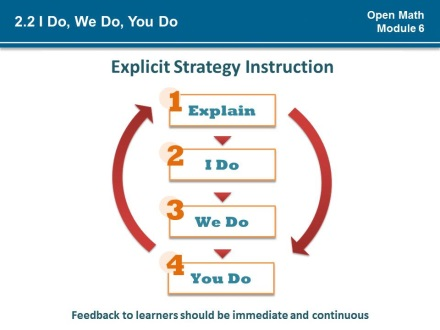 2.2 I Do, We Do, You Do
Open Math
Module 6
Explicit Strategy Instruction
1 Explain
2 I Do
3 We Do
4 You Do
Feedback to learners should be immediate and continuous